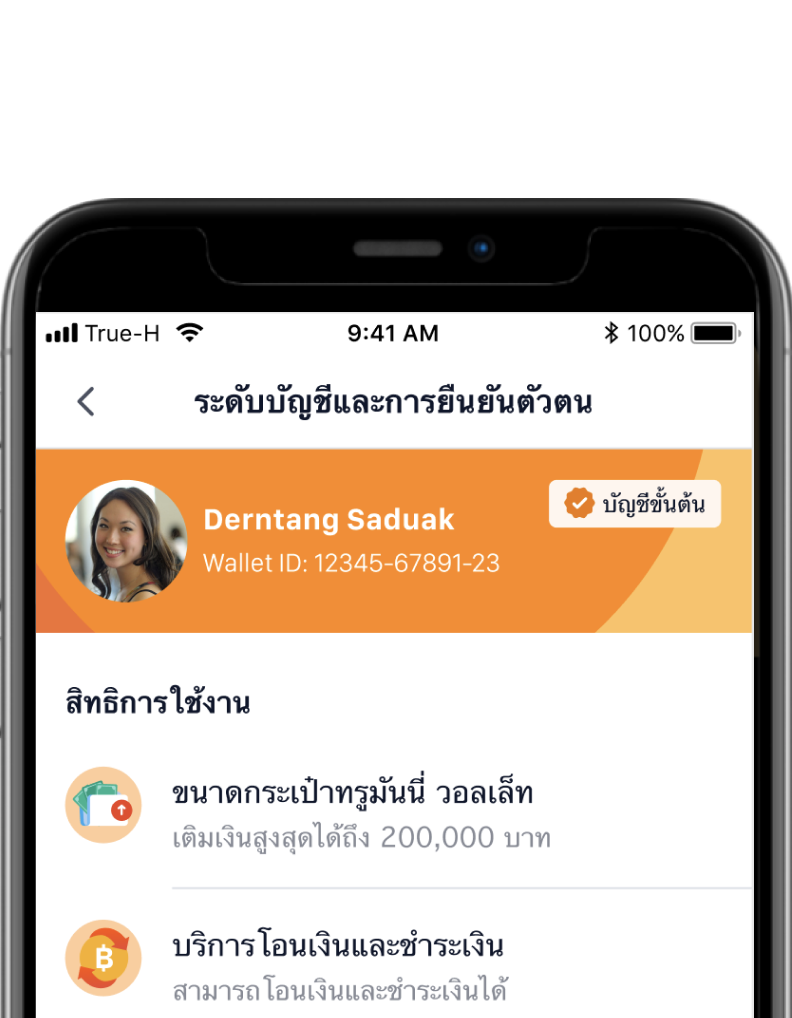 True-H 9:41 AM 100%
ระดับบัญชีและการยืนยันตัวตน
บัญชีขั้นต้น
Derntang Saduak
Wallet ID: 12345-67891-23
สิทธิการใช้งาน
ขนาดกระเป๋าทรูมันนี่ วอลเล็ท
เติมเงินสูงสุดได้ถึง 200,000 บาท
฿
บริการโอนเงินและชำระเงิน
สามารถโอนเงินและชำระเงินได้